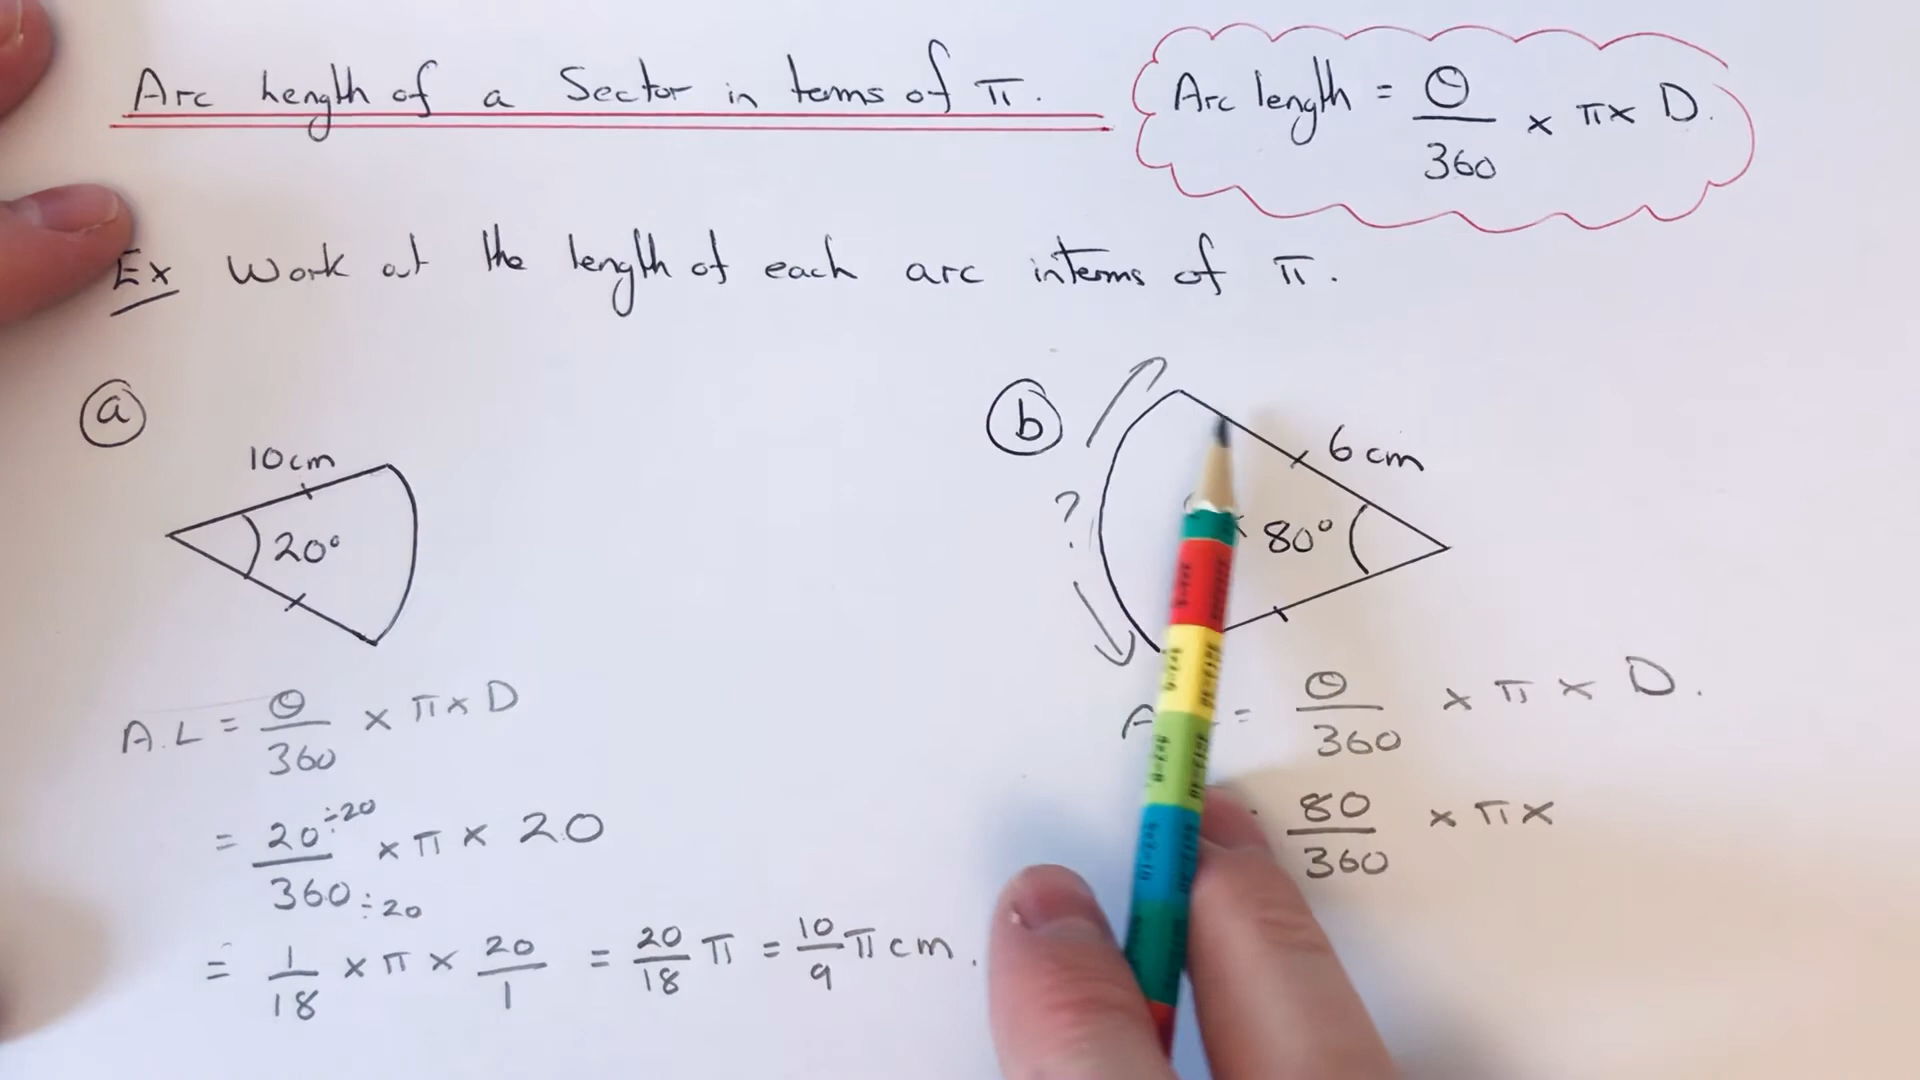 Arc Length of a Sector in terms of π.
Arc length = θ/360 × π × D.
Ex Work out the length of each arc in terms of π.
a
10cm
20°
A.L = θ/360 × π × D
= 20÷20/360÷20 × π × 20
= 1/18 × π × 20/1 = 20/18 π = 10/9 π cm.
b
?
6cm
80°
A = θ/360 × π × D.
80/360 × π ×